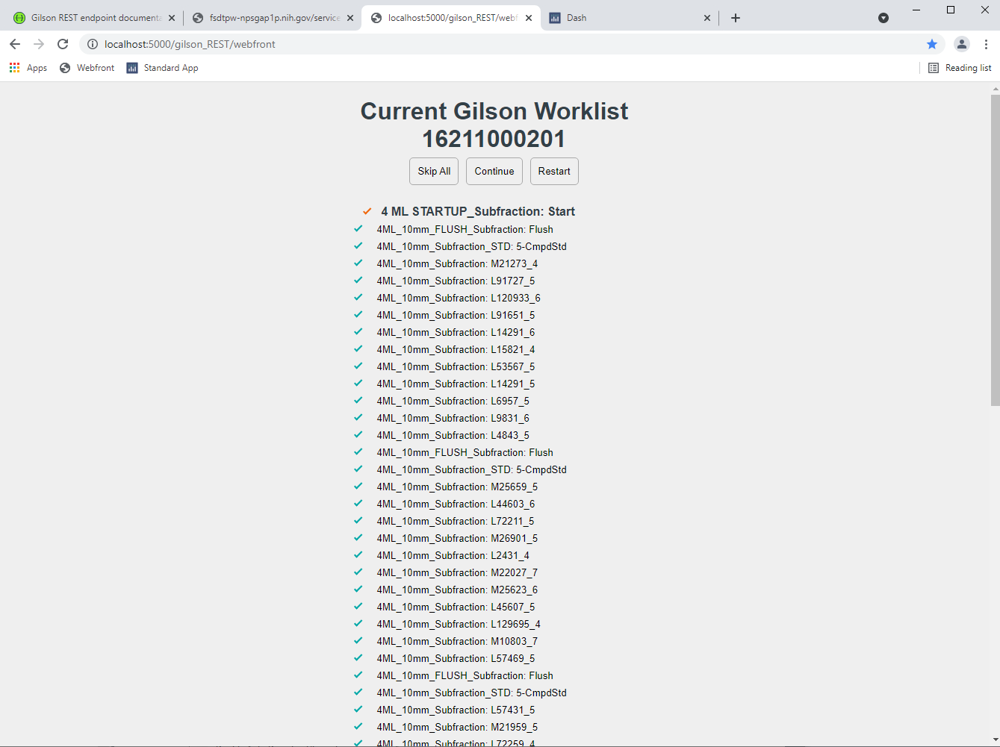 Gilson REST endpoint documenta
fsdtpw-npsgap1p.nih.gov/service
localhost:5000/gilson_REST/webf
Dash
localhost:5000/gilson_REST/webfront
Apps
Webfront
Standard App
Reading list
Current Gilson Worklist
16211000201
Skip All
Continue
Restart
4 ML STARTUP_Subfraction: Start
4ML_10mm_FLUSH_Subfraction: Flush
4ML_10mm_Subfraction_STD: 5-CmpdStd
4ML_10mm_Subfraction: M21273_4
4ML_10mm_Subfraction: L91727_5
4ML_10mm_Subfraction: L120933_6
4ML_10mm_Subfraction: L91651_5
4ML_10mm_Subfraction: L14291_6
4ML_10mm_Subfraction: L15821_4
4ML_10mm_Subfraction: L53567_5
4ML_10mm_Subfraction: L14291_5
4ML_10mm_Subfraction: L6957_5
4ML_10mm_Subfraction: L9831_6
4ML_10mm_Subfraction: L4843_5
4ML_10mm_FLUSH_Subfraction: Flush
4ML_10mm_Subfraction_STD: 5-CmpdStd
4ML_10mm_Subfraction: M25659_5
4ML_10mm_Subfraction: L44603_6
4ML_10mm_Subfraction: L72211_5
4ML_10mm_Subfraction: M26901_5
4ML_10mm_Subfraction: L2431_4
4ML_10mm_Subfraction: M22027_7
4ML_10mm_Subfraction: M25623_6
4ML_10mm_Subfraction: L45607_5
4ML_10mm_Subfraction: L129695_4
4ML_10mm_Subfraction: M10803_7
4ML_10mm_Subfraction: L57469_5
4ML_10mm_FLUSH_Subfraction: Flush
4ML_10mm_Subfraction_STD: 5-CmpdStd
4ML_10mm_Subfraction: L57431_5
4ML_10mm_Subfraction: M21959_5
4ML_10mm_Subfraction: L72259_4